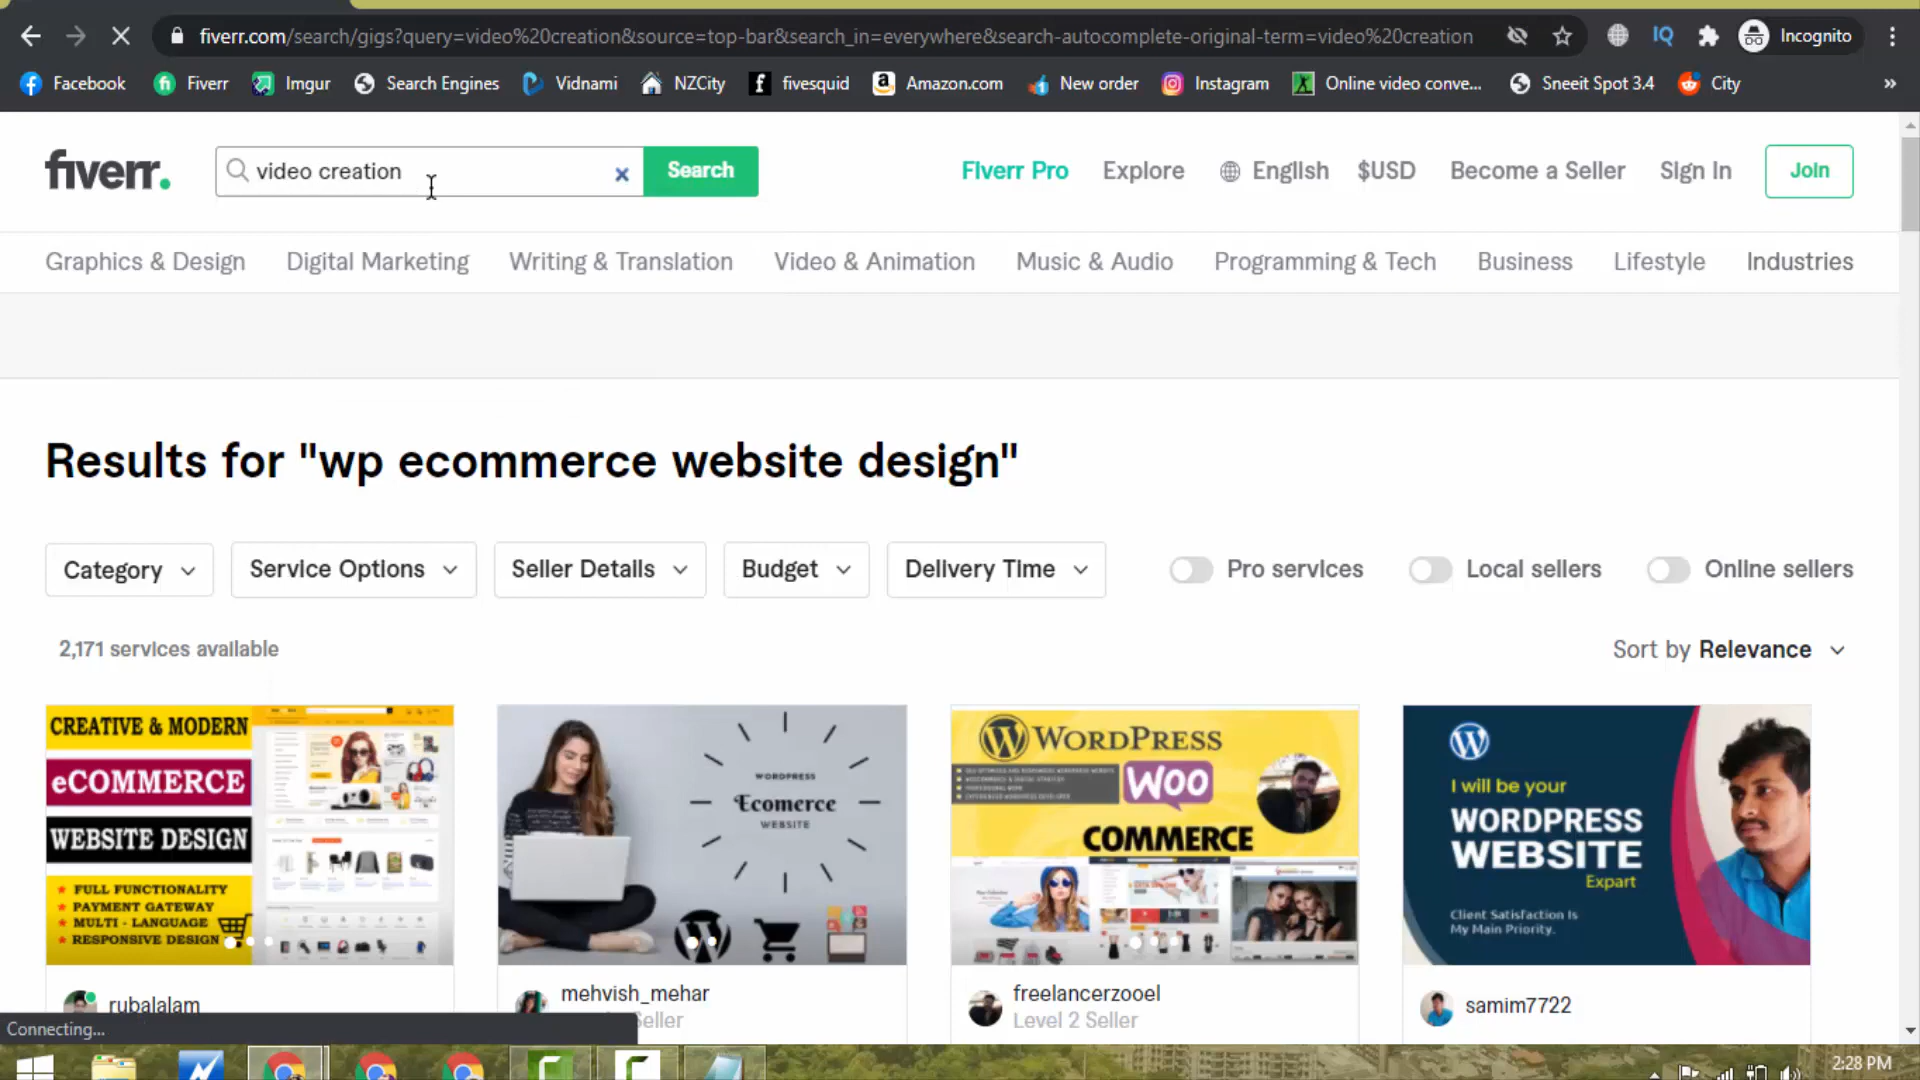 fiverr.com/search/gigs?query=video%20creation&source=top-bar&search_in=everywhere&search-autocomplete-original-term=video%20creation
IQ
Incognito
Facebook
Fiverr
Imgur
Search Engines
Vidnami
NZCity
fivesquid
Amazon.com
New order
Instagram
Online video conve...
Sneeit Spot 3.4
City
»
fiverr.
video creation
Search
Fiverr Pro
Explore
English
$USD
Become a Seller
Sign In
Join
Graphics & Design
Digital Marketing
Writing & Translation
Video & Animation
Music & Audio
Programming & Tech
Business
Lifestyle
Industries
Results for "wp ecommerce website design"
Category
Service Options
Seller Details
Budget
Delivery Time
Pro services
Local sellers
Online sellers
2,171 services available
Sort by Relevance
CREATIVE & MODERN
eCOMMERCE
WEBSITE DESIGN
FULL FUNCTIONALITY
PAYMENT GATEWAY
MULTI - LANGUAGE
RESPONSIVE DESIGN
WORDPRESS
Ecomerce
WEBSITE
WORDPRESS
WOO
COMMERCE
I will be your
WORDPRESS
WEBSITE
Expart
Client Satisfaction Is
My Main Priority.
rubalalam
mehvish_mehar
Seller
freelancerzooel
Level 2 Seller
samim7722
Connecting...
2:28 PM